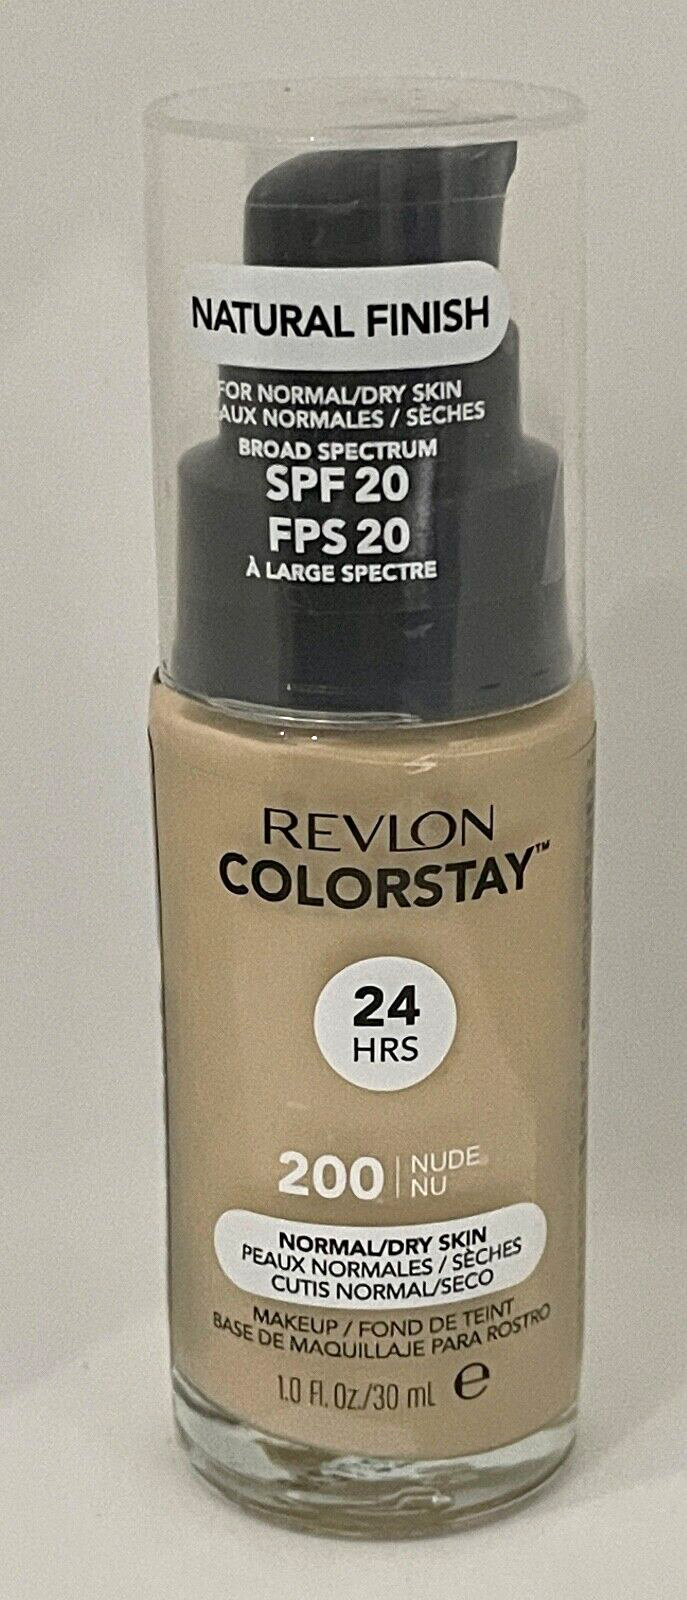 NATURAL FINISH
FOR NORMAL/DRY SKIN
AUX NORMALES / SÈCHES
BROAD SPECTRUM
SPF 20
FPS 20
À LARGE SPECTRE
REVLON
COLORSTAY™
24
HRS
200 | NUDE
NU
NORMAL/DRY SKIN
PEAUX NORMALES / SÈCHES
CUTIS NORMAL/SECO
MAKEUP / FOND DE TEINT
BASE DE MAQUILLAJE PARA ROSTRO
1.0 Fl. Oz./30 mL e